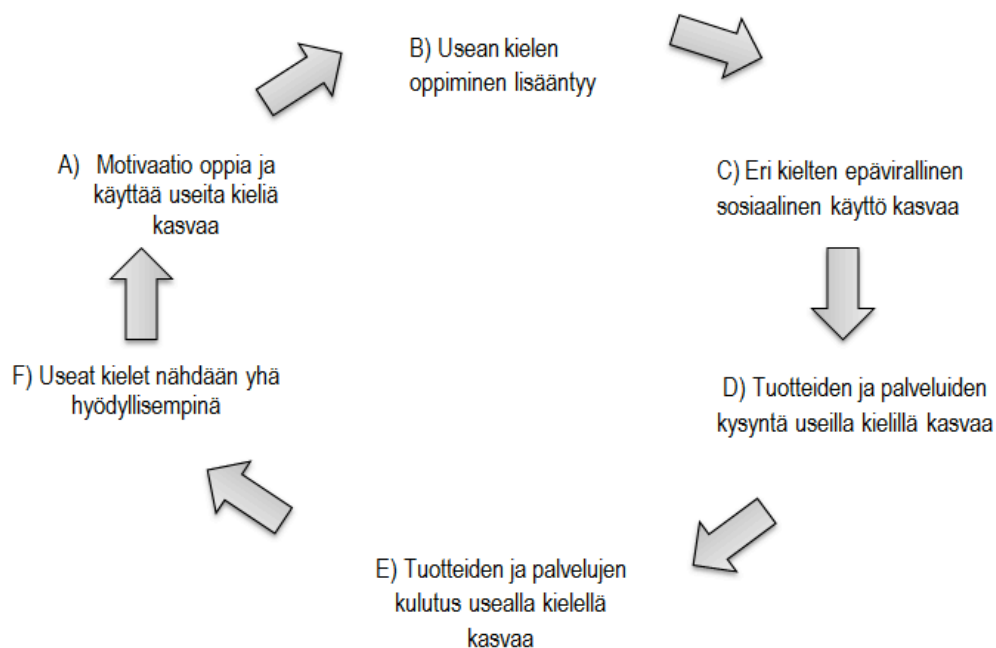 A) Motivaatio oppia ja
käyttää useita kieliä
kasvaa
B) Usean kielen
oppiminen lisääntyy
C) Eri kielten epävirallinen
sosiaalinen käyttö kasvaa
D) Tuotteiden ja palveluiden
kysyntä useilla kielillä kasvaa
E) Tuotteiden ja palvelujen
kulutus usealla kielellä
kasvaa
F) Useat kielet nähdään yhä
hyödyllisempinä